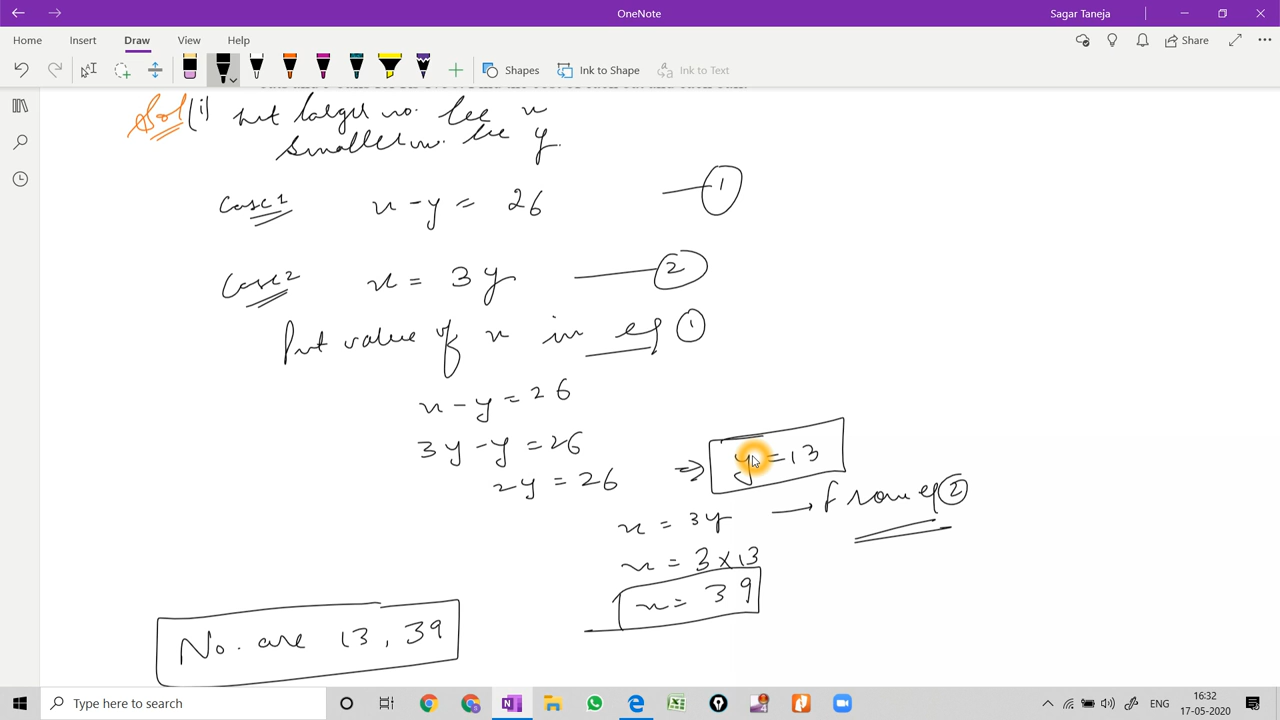 OneNote
Sagar Taneja
Home Insert Draw View Help
Share
Shapes Ink to Shape Ink to Text
Sol (i) Let larger no. be x
Smaller no. be y.
Case 1 x - y = 26 — 1
Case 2 x = 3y — 2
Put value of x in eq 1
x - y = 26
3y - y = 26
2y = 26 ⇒ y = 13
x = 3y → From eq 2
x = 3 × 13
x = 39
No. are 13, 39
Type here to search
4
ENG
16:32
17-05-2020